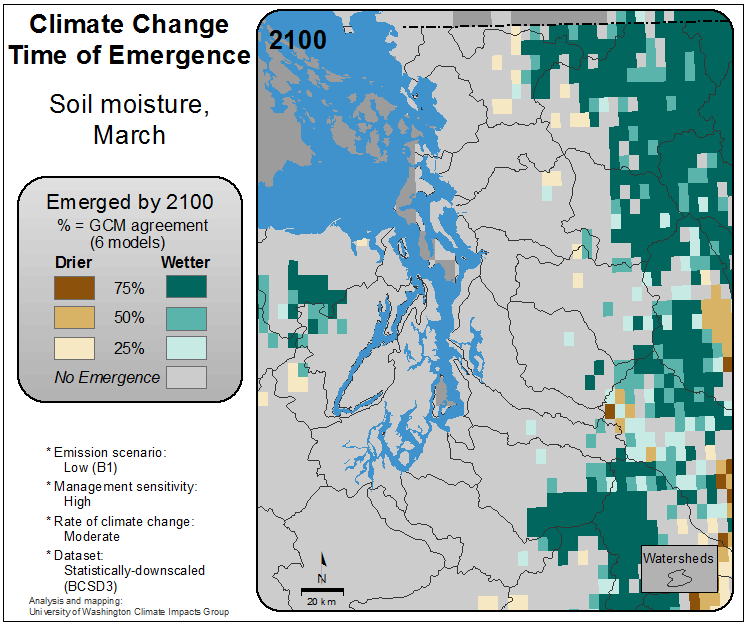 Climate Change
Time of Emergence
Soil moisture,
March
Emerged by 2100
% = GCM agreement
(6 models)
Drier Wetter
75%
50%
25%
No Emergence
* Emission scenario:
Low (B1)
* Management sensitivity:
High
* Rate of climate change:
Moderate
* Dataset:
Statistically-downscaled
(BCSD3)
Analysis and mapping:
University of Washington Climate Impacts Group
2100
N
20 km
Watersheds